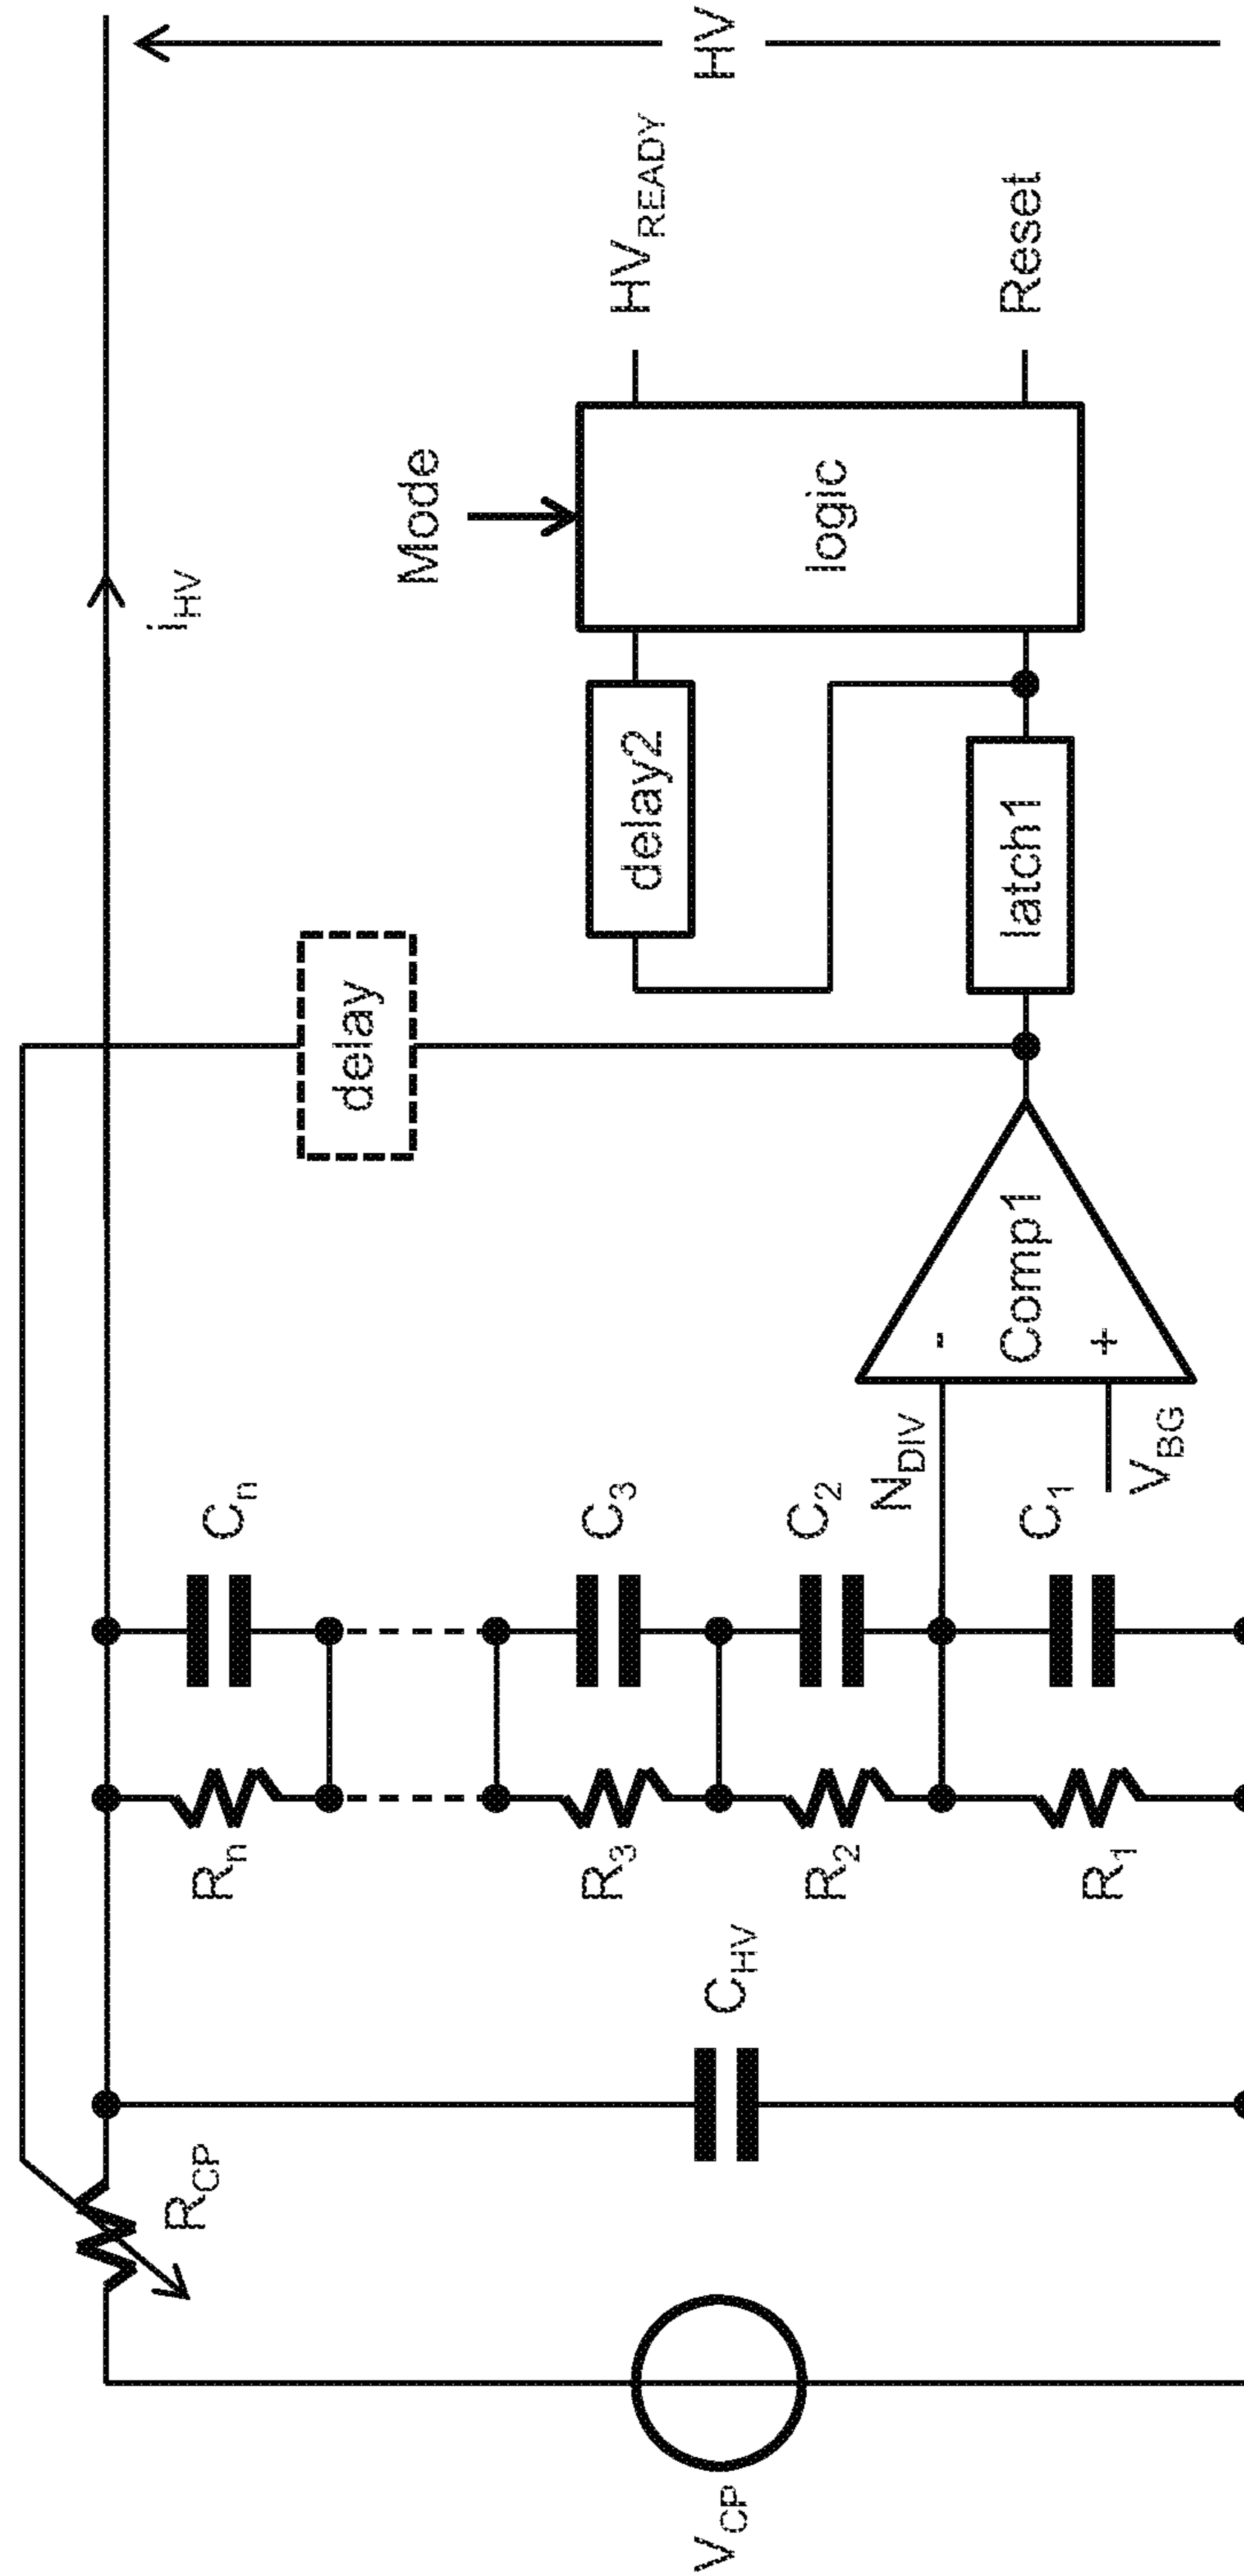 V_CP
R_CP
C_HV
R_n
R_3
R_2
R_1
C_n
C_3
C_2
C_1
N_DIV
V_BG
-
Comp1
+
delay
delay2
latch1
i_HV
Mode
logic
HV_READY
Reset
HV